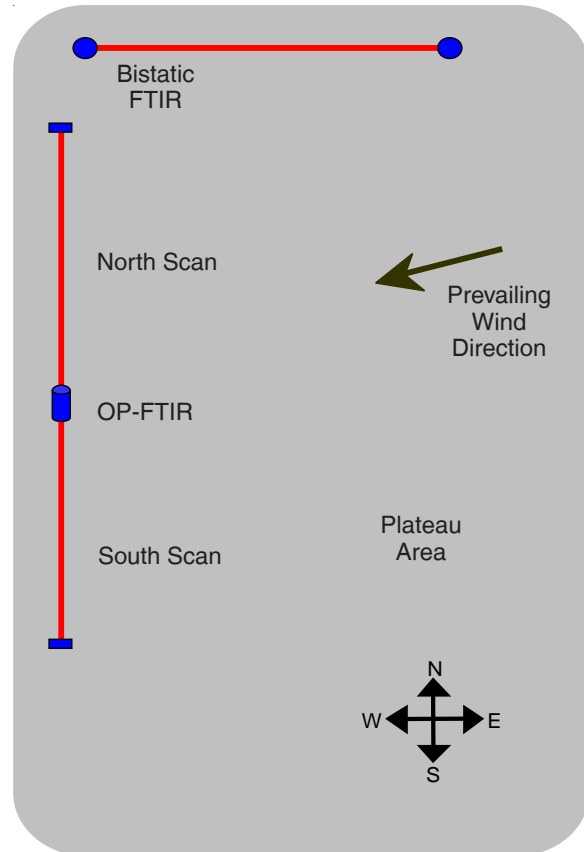 Bistatic
FTIR
North Scan
Prevailing
Wind
Direction
OP-FTIR
Plateau
Area
South Scan
N
W
E
S